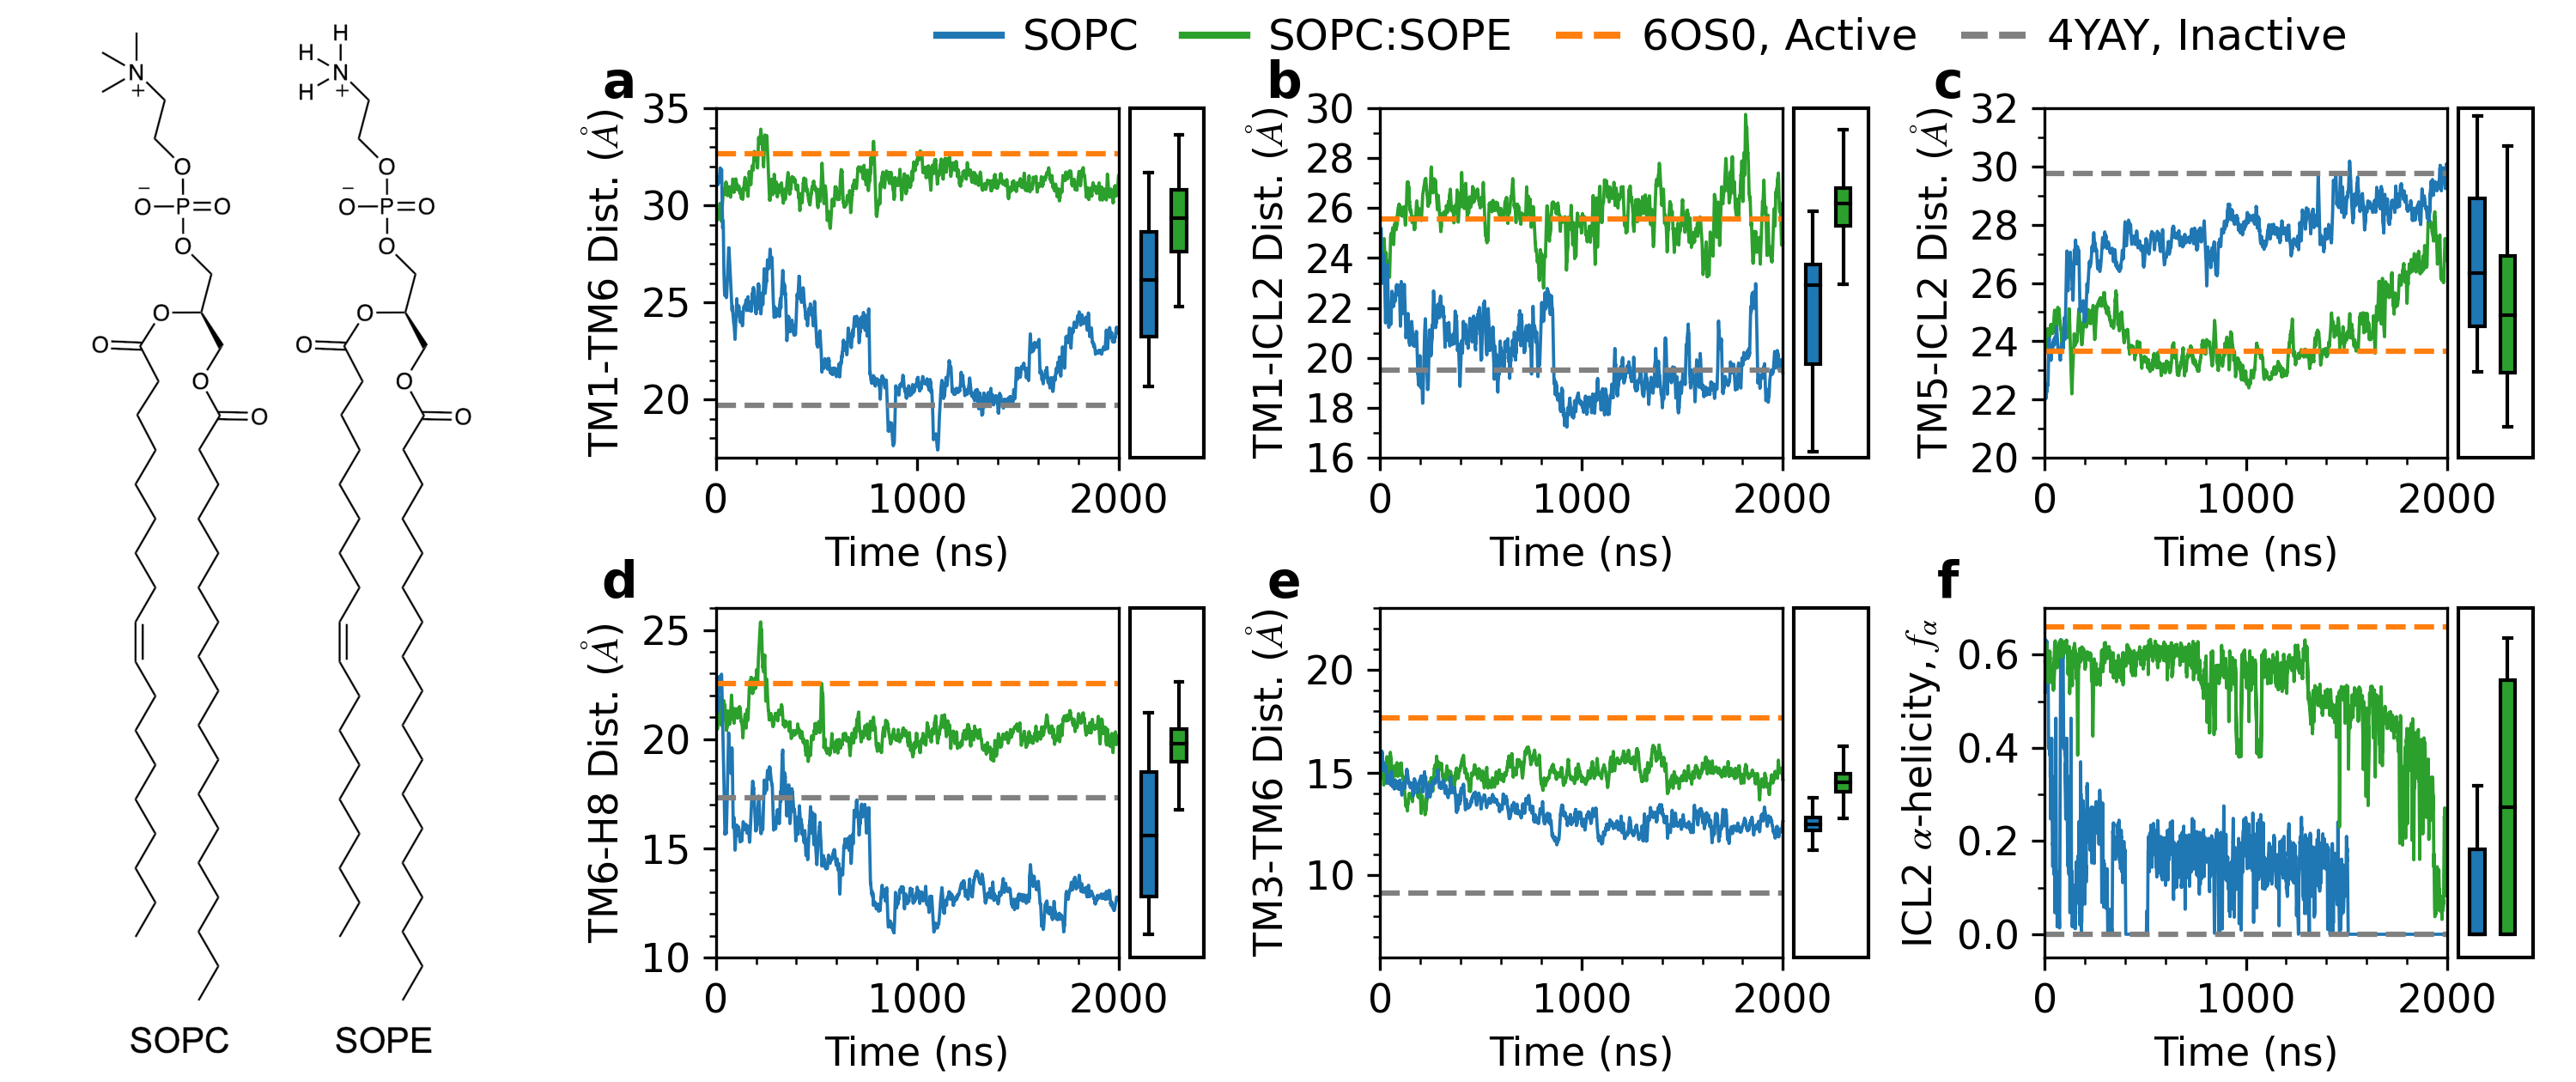 SOPC SOPC:SOPE 6OS0, Active 4YAY, Inactive
N
+
O
−
O P O
O
O
O
O
O
SOPC
H
H N
H +
O
−
O P O
O
O
O
O
O
SOPE
a
TM1-TM6 Dist. (Å)
35
30
25
20
0 1000 2000
Time (ns)
b
TM1-ICL2 Dist. (Å)
30
28
26
24
22
20
18
16
0 1000 2000
Time (ns)
c
TM5-ICL2 Dist. (Å)
32
30
28
26
24
22
20
0 1000 2000
Time (ns)
d
TM6-H8 Dist. (Å)
25
20
15
10
0 1000 2000
Time (ns)
e
TM3-TM6 Dist. (Å)
20
15
10
0 1000 2000
Time (ns)
f
ICL2 α-helicity, fα
0.6
0.4
0.2
0.0
0 1000 2000
Time (ns)